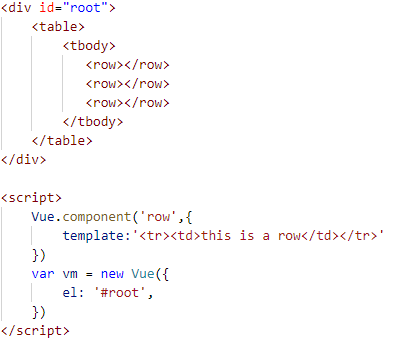 <div id="root">
    <table>
        <tbody>
           <row></row>
           <row></row>
           <row></row>
        </tbody>
    </table>
</div>

<script>
    Vue.component('row',{
        template:'<tr><td>this is a row</td></tr>'
    })
    var vm = new Vue({
        el: '#root',
    })
</script>